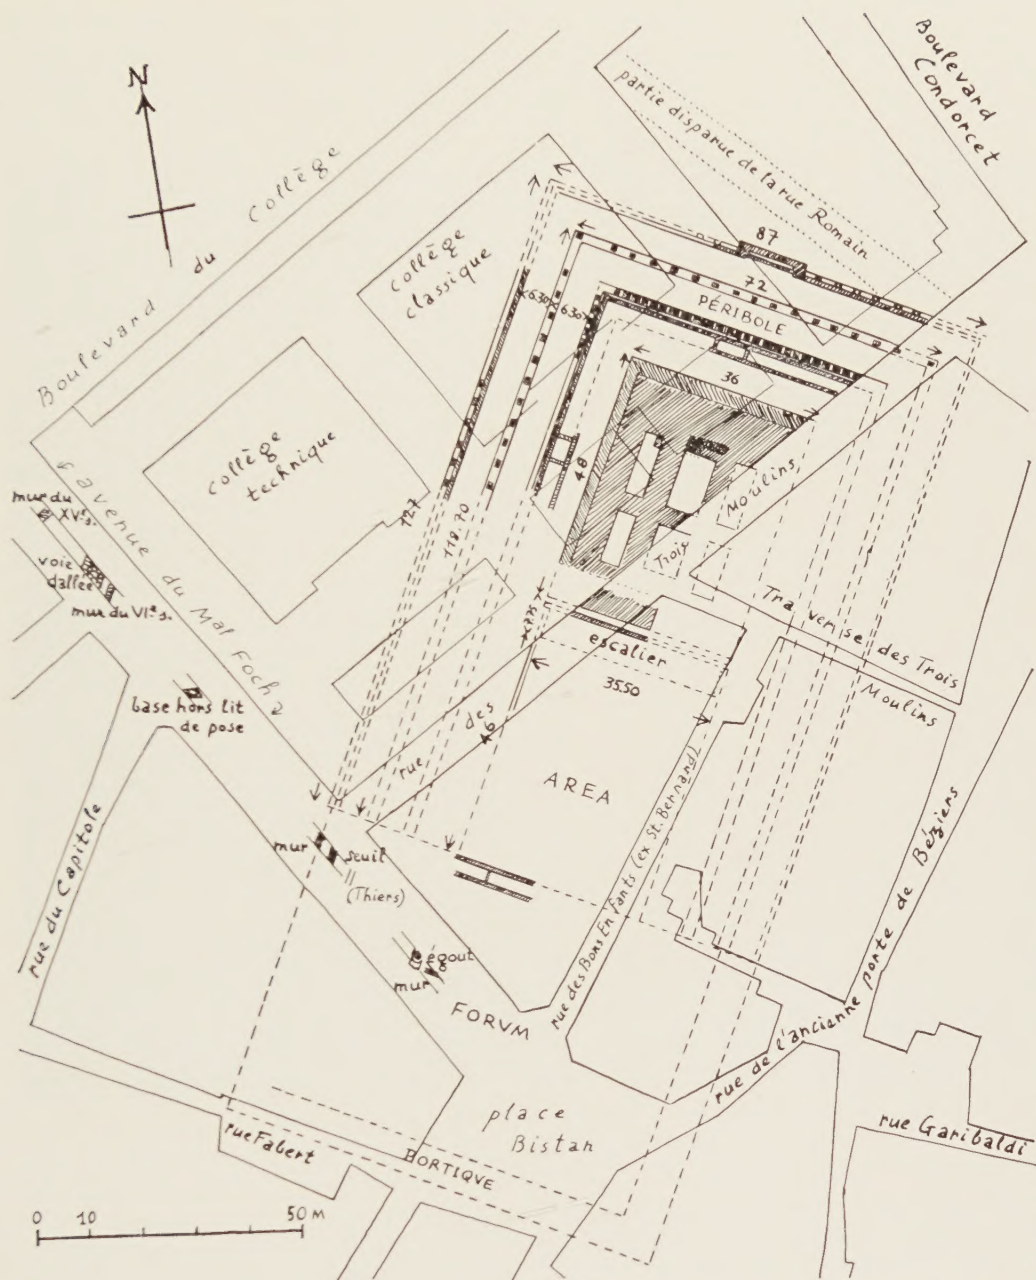 N
Boulevard du Collège
Boulevard
Condorcet
partie disparue de la rue Romain
collège
classique
collège
technique
87
72
PÉRIBOLE
6.30
6.30
36
48
127
118.70
mur du
XVe s.
voie
dallée
mur du VIe s.
avenue du Mal Foch
base hors lit
de pose
rue des Trois Moulins
Traverse des Trois
Moulins
escalier
35.50
46
AREA
mur
seuil
(Thiers)
égout
mur
FORVM
rue du Capitole
rue des Bons Enfants (ex St. Bernard)
rue de l'ancienne porte de Béziers
place
Bistan
rue Garibaldi
rue Fabert
PORTIQVE
0 10 50 M